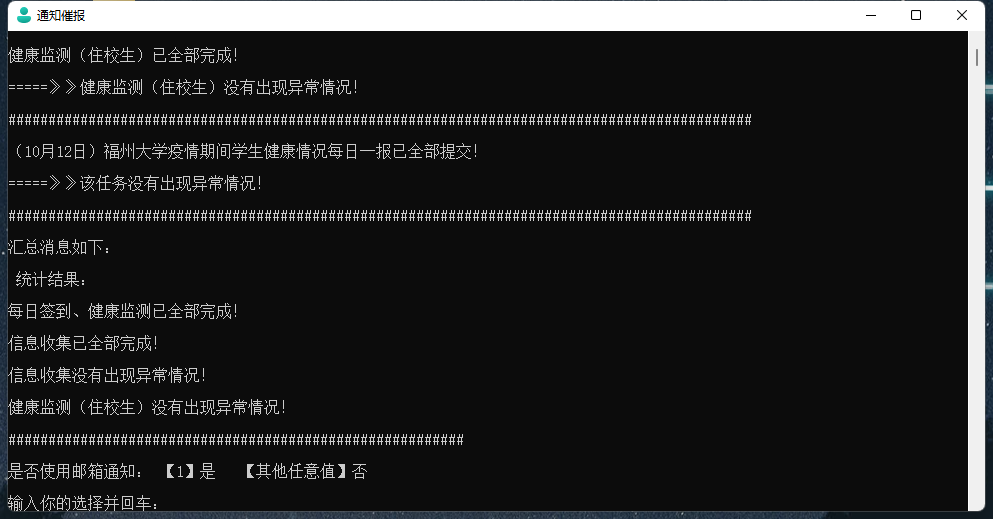 通知催报
健康监测（住校生）已全部完成!
=====》》健康监测（住校生）没有出现异常情况!
#############################################################################################
（10月12日）福州大学疫情期间学生健康情况每日一报已全部提交!
=====》》该任务没有出现异常情况!
#############################################################################################
汇总消息如下:
统计结果:
每日签到、健康监测已全部完成!
信息收集已全部完成!
信息收集没有出现异常情况!
健康监测（住校生）没有出现异常情况!
#########################################################
是否使用邮箱通知: 【1】是 【其他任意值】否
输入你的选择并回车: